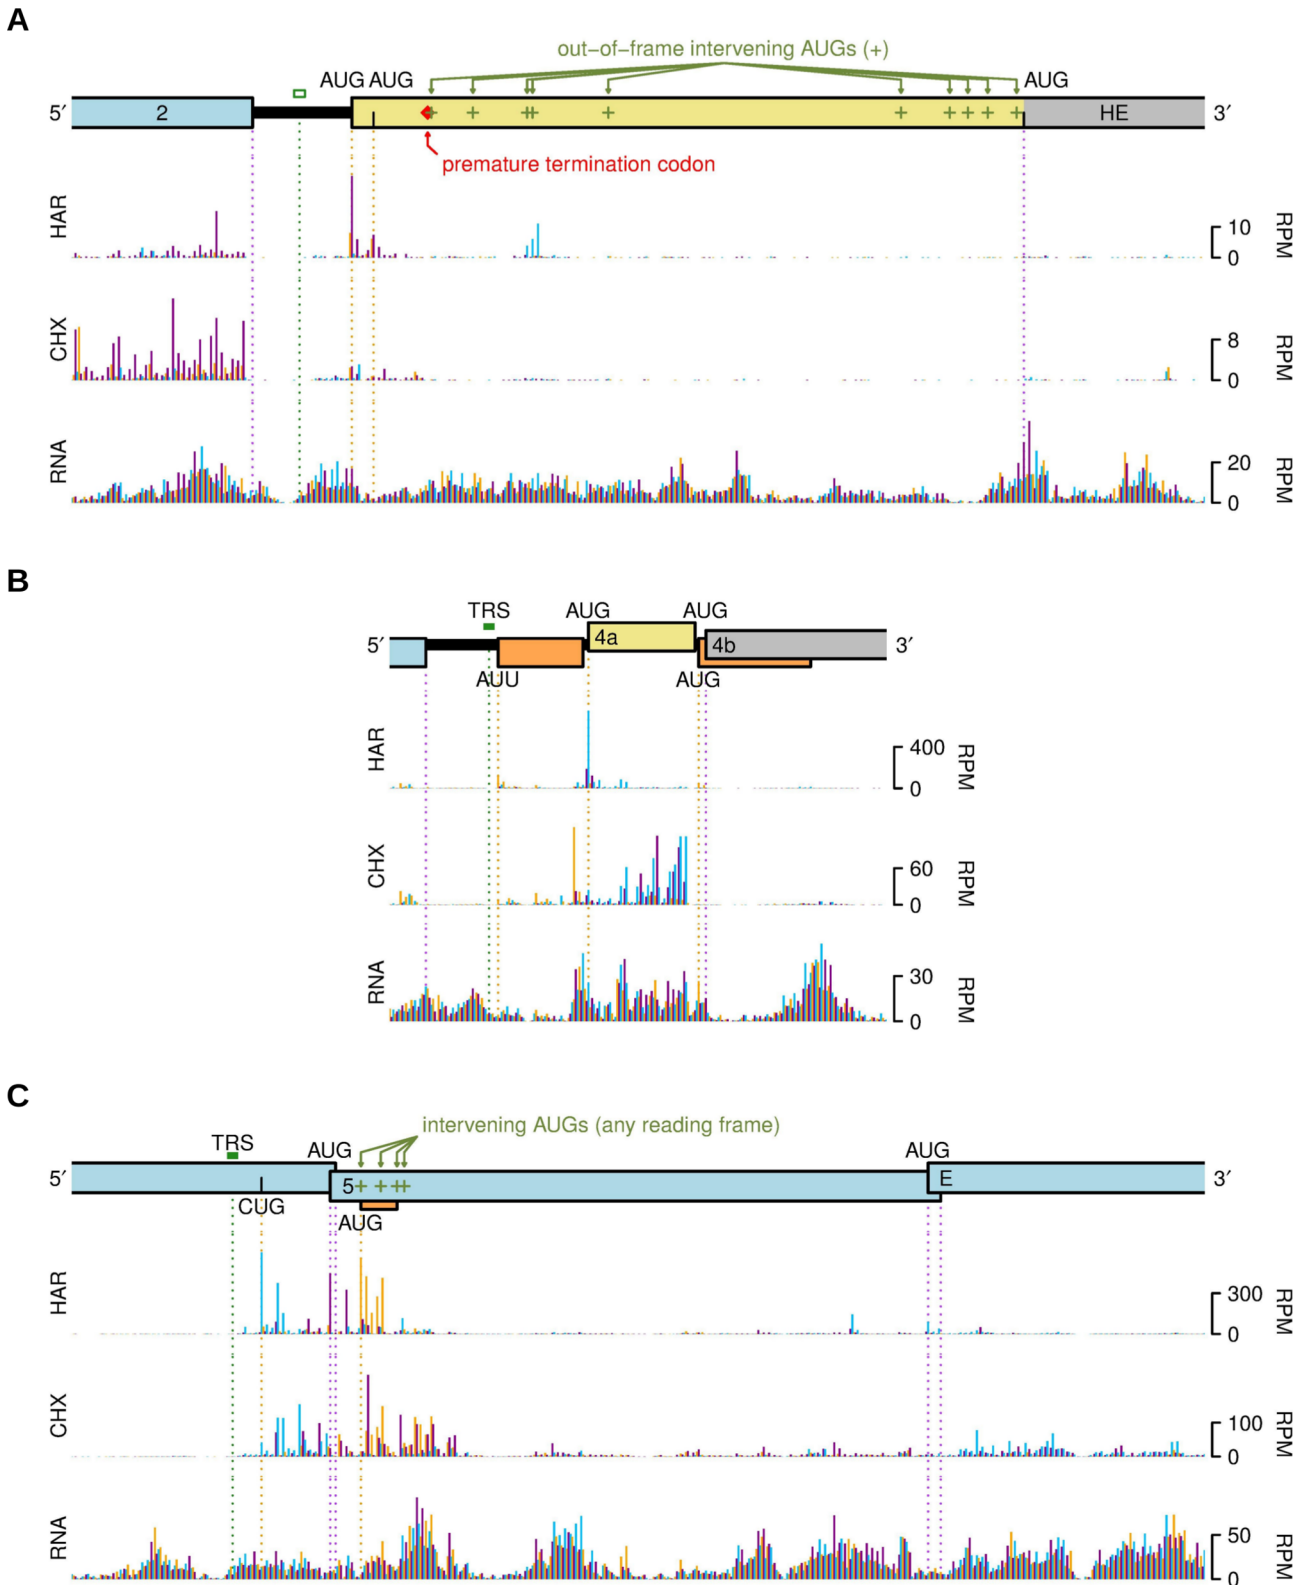 A
out−of−frame intervening AUGs (+)
AUG AUG AUG
5′ 2 HE 3′
premature termination codon
HAR 10 0 RPM
CHX 8 0 RPM
RNA 20 0 RPM
B
TRS AUG AUG
5′ 4a 4b 3′
AUU AUG
HAR 400 0 RPM
CHX 60 0 RPM
RNA 30 0 RPM
C
intervening AUGs (any reading frame)
TRS AUG AUG
5′ 5 E 3′
CUG AUG
HAR 300 0 RPM
CHX 100 0 RPM
RNA 50 0 RPM